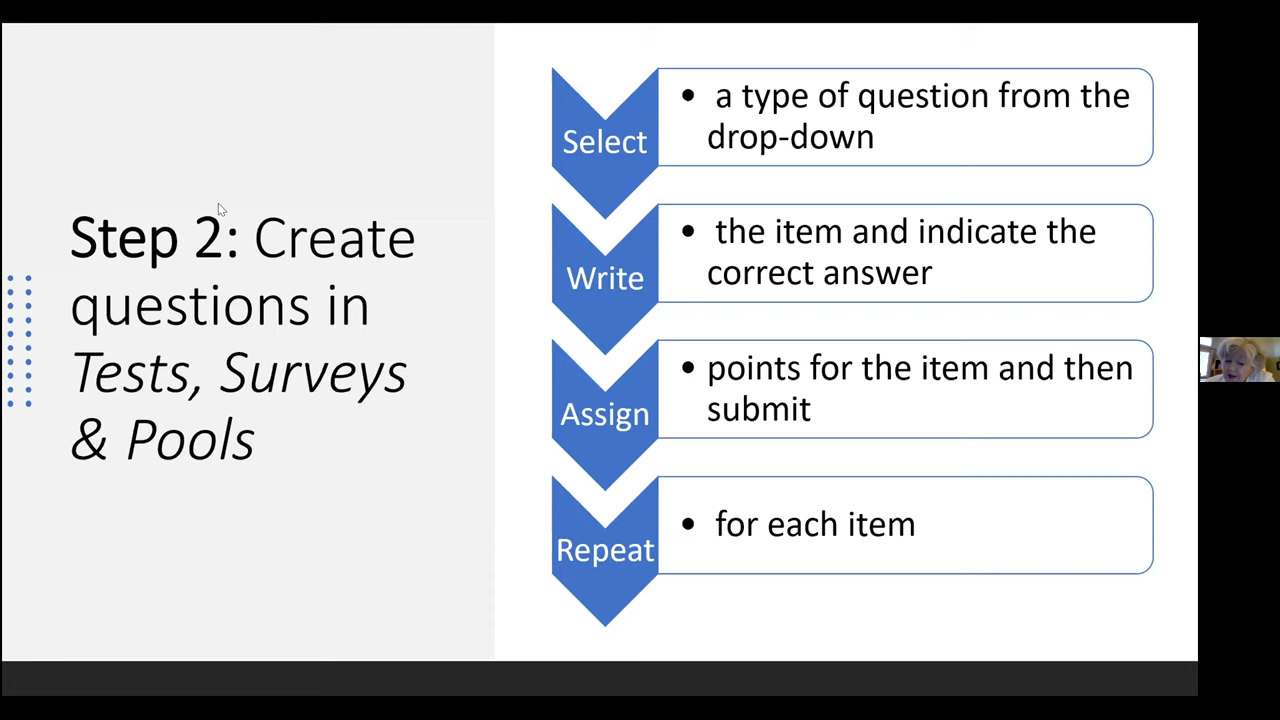 Step 2: Create
questions in
Tests, Surveys
& Pools
Select
• a type of question from the
drop-down
Write
• the item and indicate the
correct answer
Assign
• points for the item and then
submit
Repeat
• for each item